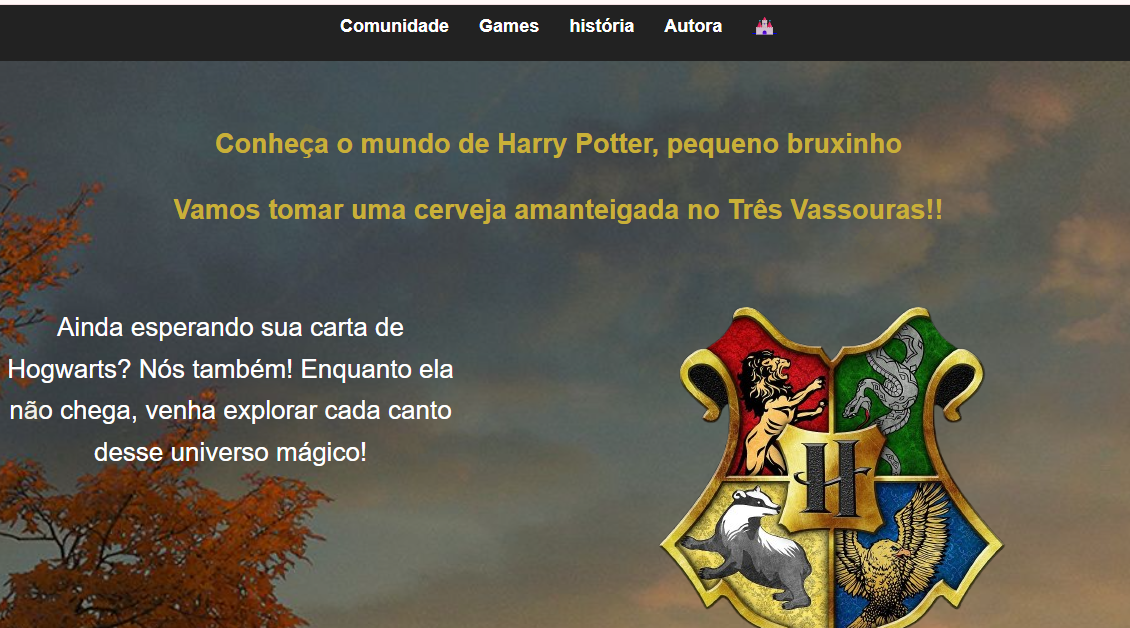 Comunidade Games história Autora
Conheça o mundo de Harry Potter, pequeno bruxinho
Vamos tomar uma cerveja amanteigada no Três Vassouras!!
Ainda esperando sua carta de
Hogwarts? Nós também! Enquanto ela
não chega, venha explorar cada canto
desse universo mágico!
H